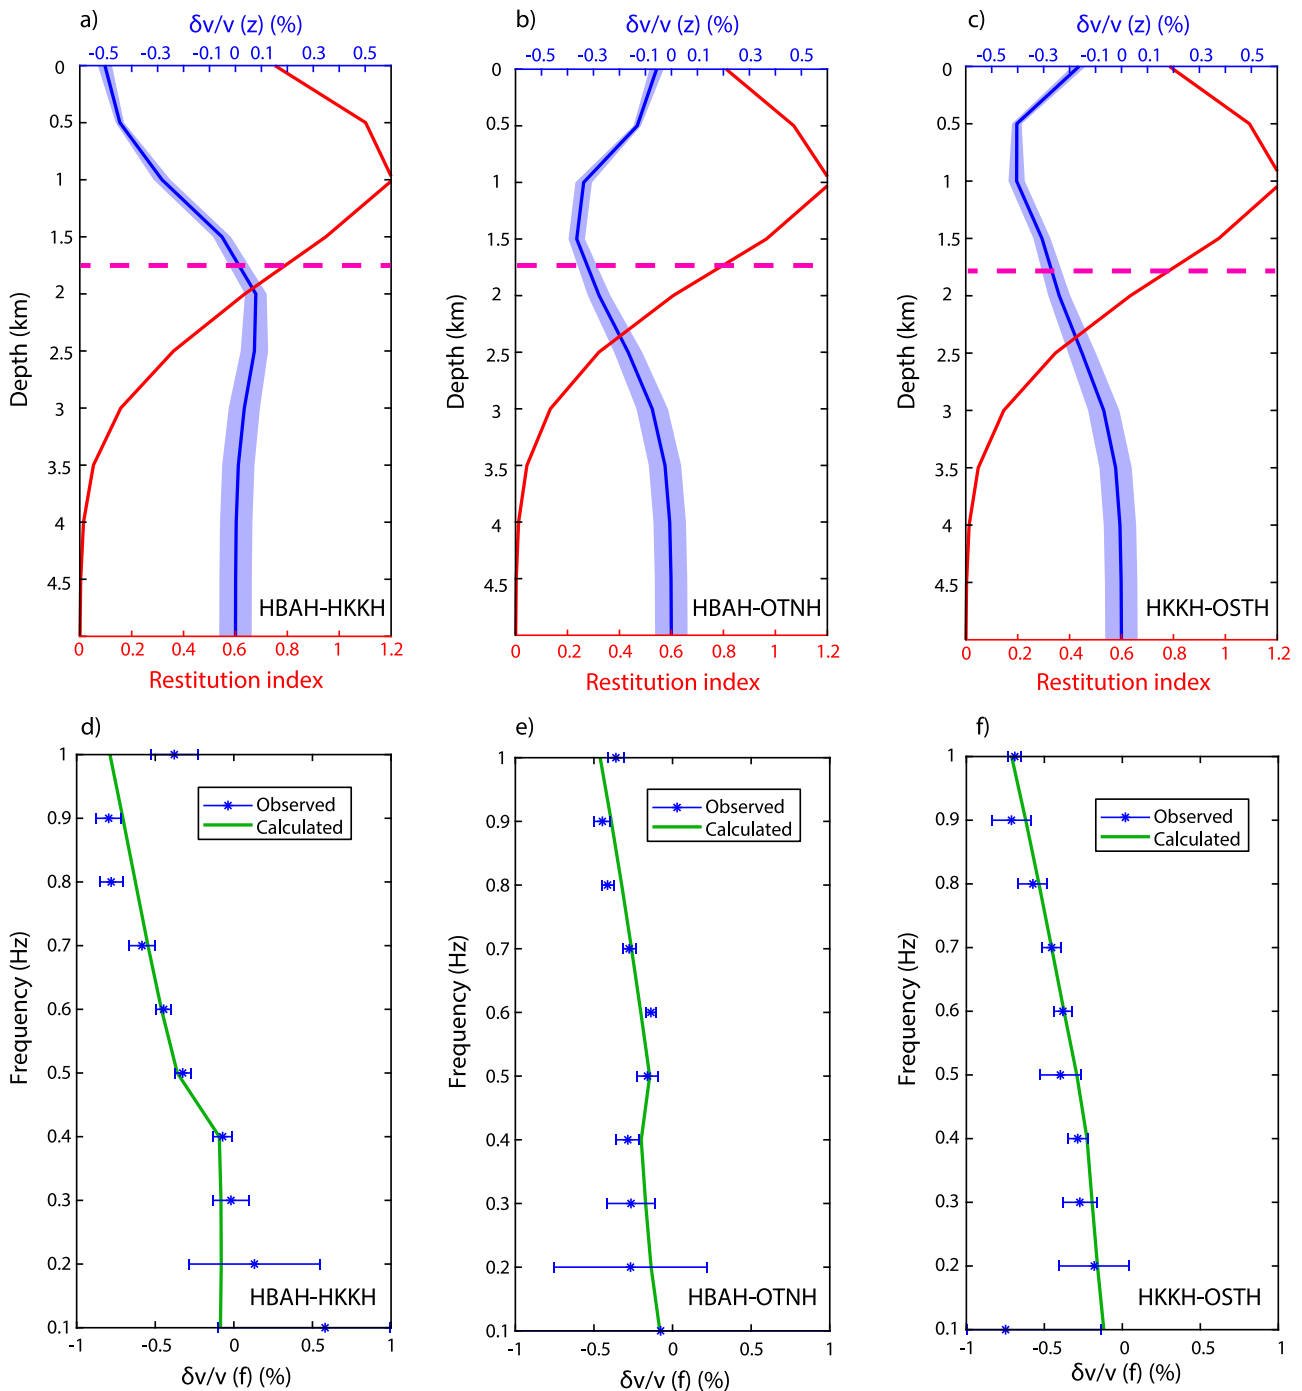 a)
δv/v (z) (%)
-0.5 -0.3 -0.1 0 0.1 0.3 0.5
0
0.5
1
1.5
2
2.5
3
3.5
4
4.5
Depth (km)
HBAH-HKKH
0 0.2 0.4 0.6 0.8 1 1.2
Restitution index
b)
δv/v (z) (%)
-0.5 -0.3 -0.1 0 0.1 0.3 0.5
0
0.5
1
1.5
2
2.5
3
3.5
4
4.5
Depth (km)
HBAH-OTNH
0 0.2 0.4 0.6 0.8 1 1.2
Restitution index
c)
δv/v (z) (%)
-0.5 -0.3 -0.1 0 0.1 0.3 0.5
0
0.5
1
1.5
2
2.5
3
3.5
4
4.5
Depth (km)
HKKH-OSTH
0 0.2 0.4 0.6 0.8 1 1.2
Restitution index
d)
1
0.9
0.8
0.7
0.6
0.5
0.4
0.3
0.2
0.1
Frequency (Hz)
Observed
Calculated
HBAH-HKKH
-1 -0.5 0 0.5 1
δv/v (f) (%)
e)
1
0.9
0.8
0.7
0.6
0.5
0.4
0.3
0.2
0.1
Frequency (Hz)
Observed
Calculated
HBAH-OTNH
-1 -0.5 0 0.5 1
δv/v (f) (%)
f)
1
0.9
0.8
0.7
0.6
0.5
0.4
0.3
0.2
0.1
Frequency (Hz)
Observed
Calculated
HKKH-OSTH
-1 -0.5 0 0.5 1
δv/v (f) (%)